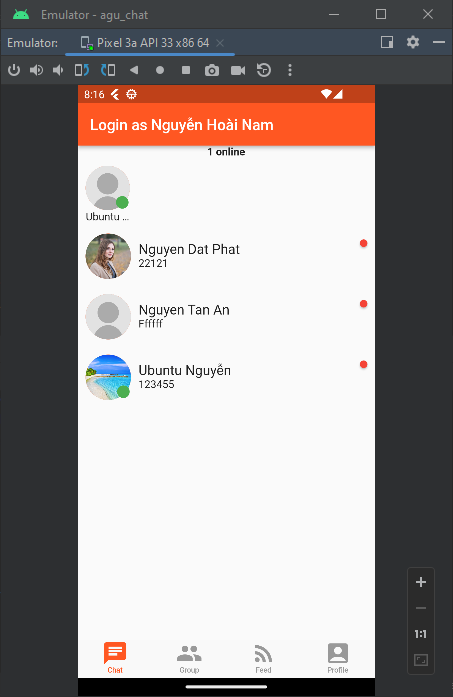 Emulator - agu_chat
Emulator: Pixel 3a API 33 x86 64
8:16
Login as Nguyễn Hoài Nam
1 online
Ubuntu ...
Nguyen Dat Phat
22121
Nguyen Tan An
Ffffff
Ubuntu Nguyễn
123455
1:1
Chat Group Feed Profile